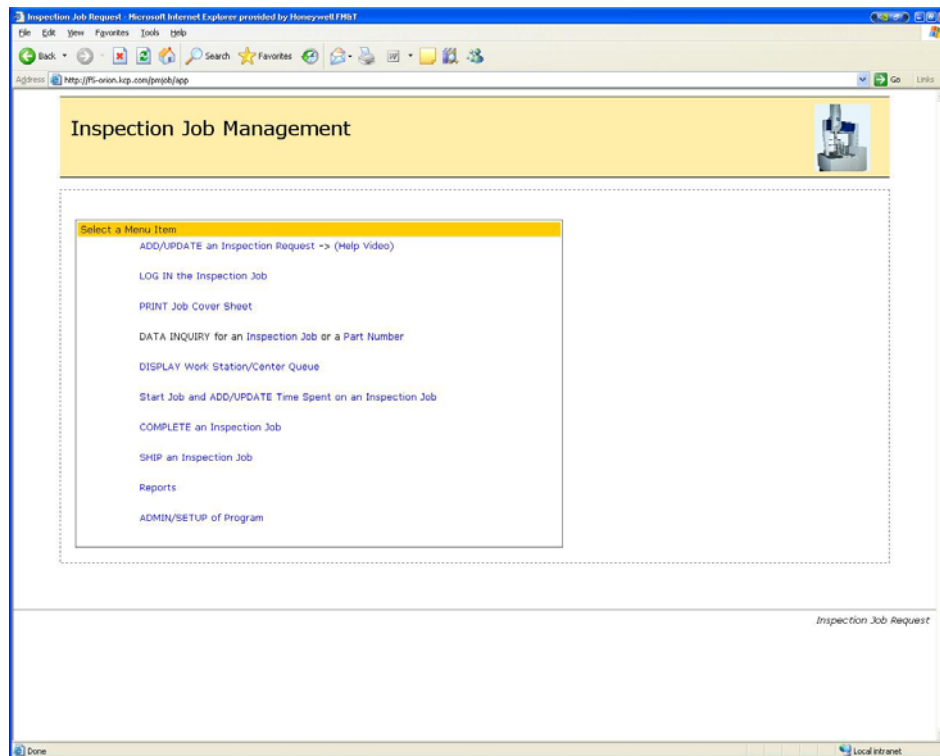 Inspection Job Request - Microsoft Internet Explorer provided by Honeywell FM&T
File Edit View Favorites Tools Help
Back Search Favorites
Address http://fS-orion.kcp.com/pmjob/app Go Links
Inspection Job Management
Select a Menu Item
ADD/UPDATE an Inspection Request -> (Help Video)
LOG IN the Inspection Job
PRINT Job Cover Sheet
DATA INQUIRY for an Inspection Job or a Part Number
DISPLAY Work Station/Center Queue
Start Job and ADD/UPDATE Time Spent on an Inspection Job
COMPLETE an Inspection Job
SHIP an Inspection Job
Reports
ADMIN/SETUP of Program
Inspection Job Request
Done Local intranet